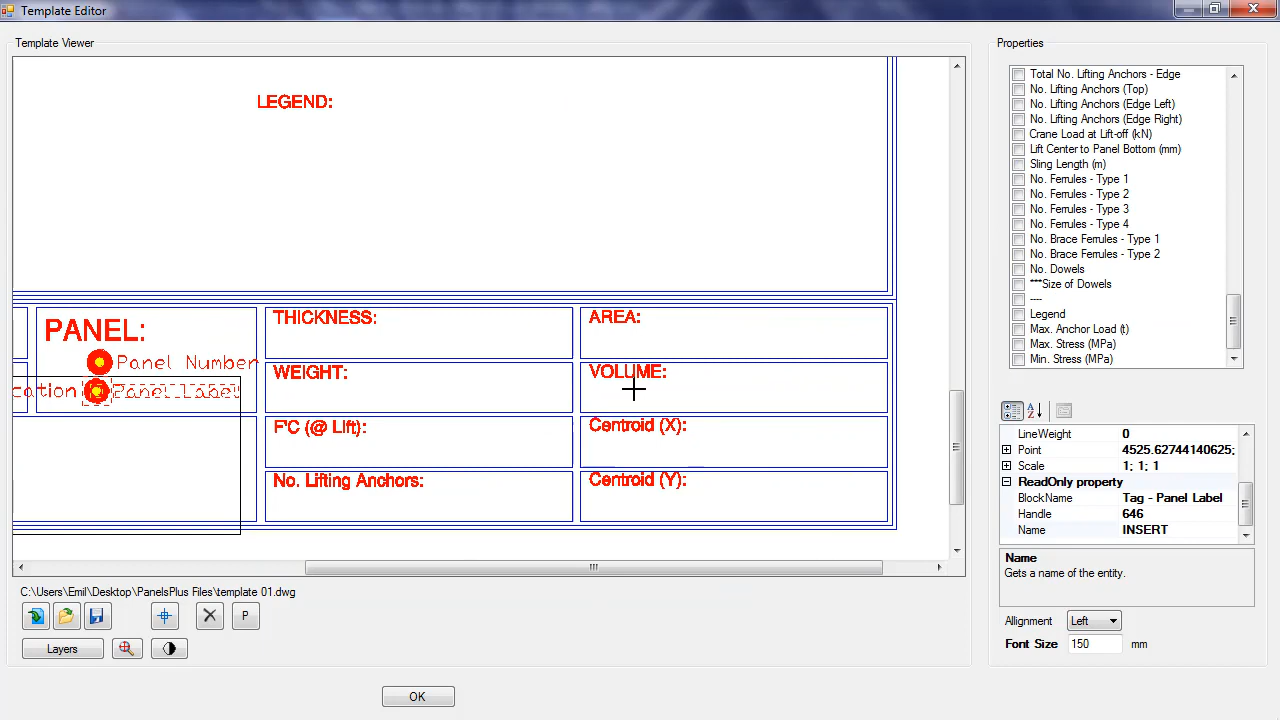 Template Editor
Template Viewer
LEGEND:
PANEL:
Panel Number
cation
Panel Label
THICKNESS:
AREA:
WEIGHT:
VOLUME:
F'C (@ Lift):
Centroid (X):
No. Lifting Anchors:
Centroid (Y):
C:\Users\Emil\Desktop\PanelsPlus Files\template 01.dwg
P
Layers
OK
Properties
Total No. Lifting Anchors - Edge
No. Lifting Anchors (Top)
No. Lifting Anchors (Edge Left)
No. Lifting Anchors (Edge Right)
Crane Load at Lift-off (kN)
Lift Center to Panel Bottom (mm)
Sling Length (m)
No. Ferrules - Type 1
No. Ferrules - Type 2
No. Ferrules - Type 3
No. Ferrules - Type 4
No. Brace Ferrules - Type 1
No. Brace Ferrules - Type 2
No. Dowels
***Size of Dowels
----
Legend
Max. Anchor Load (t)
Max. Stress (MPa)
Min. Stress (MPa)
LineWeight 0
Point 4525.62744140625;
Scale 1; 1; 1
ReadOnly property
BlockName Tag - Panel Label
Handle 646
Name INSERT
Name
Gets a name of the entity.
Allignment Left
Font Size 150 mm